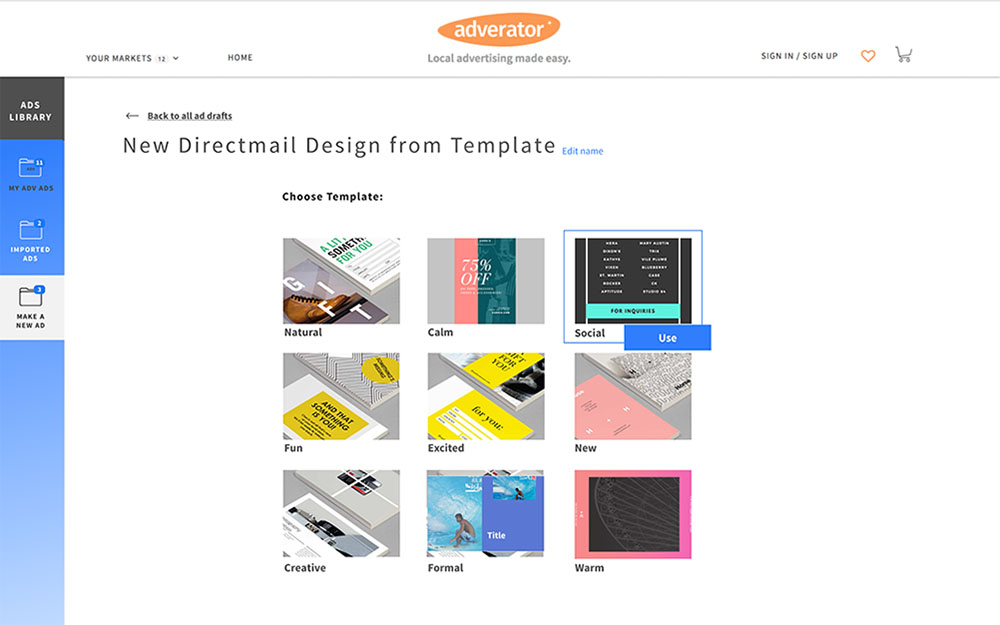 adverator
YOUR MARKETS 12
HOME
Local advertising made easy.
SIGN IN / SIGN UP
ADS
LIBRARY
11
MY ADV ADS
2
IMPORTED
ADS
3
MAKE A
NEW AD
Back to all ad drafts
New Directmail Design from Template Edit name
Choose Template:
A LIT
SOMETH
FOR YOU
GIFT
Natural
75%
OFF
Calm
HERA
MARY AUSTIN
DIXON'S
TRIX
KATHYS
VILE PLUME
VIXEN
BLUEBERRY
ST. MARTIN
CASE
ROCKER
CK
APTITUDE
STUDIO 54
FOR INQUIRIES
Social
Use
AND THAT
SOMETHING
IS YOU!
Fun
GIFT FOR
YOU
for you:
Excited
H
H
New
Creative
Title
Formal
Warm